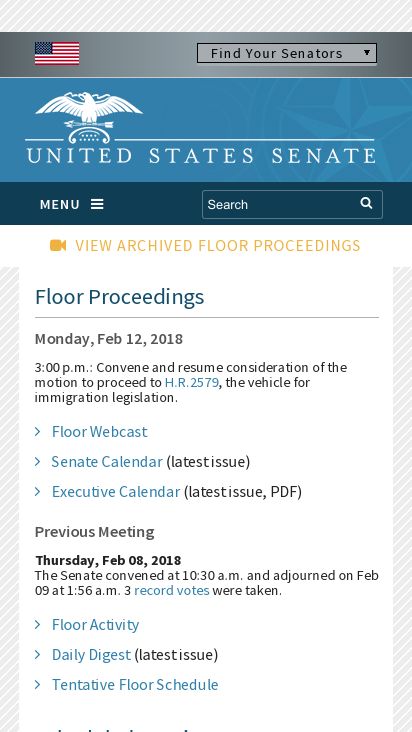 Find Your Senators
UNITED STATES SENATE
MENU
Search
VIEW ARCHIVED FLOOR PROCEEDINGS
Floor Proceedings
Monday, Feb 12, 2018
3:00 p.m.: Convene and resume consideration of the
motion to proceed to H.R.2579, the vehicle for
immigration legislation.
Floor Webcast
Senate Calendar (latest issue)
Executive Calendar (latest issue, PDF)
Previous Meeting
Thursday, Feb 08, 2018
The Senate convened at 10:30 a.m. and adjourned on Feb
09 at 1:56 a.m. 3 record votes were taken.
Floor Activity
Daily Digest (latest issue)
Tentative Floor Schedule